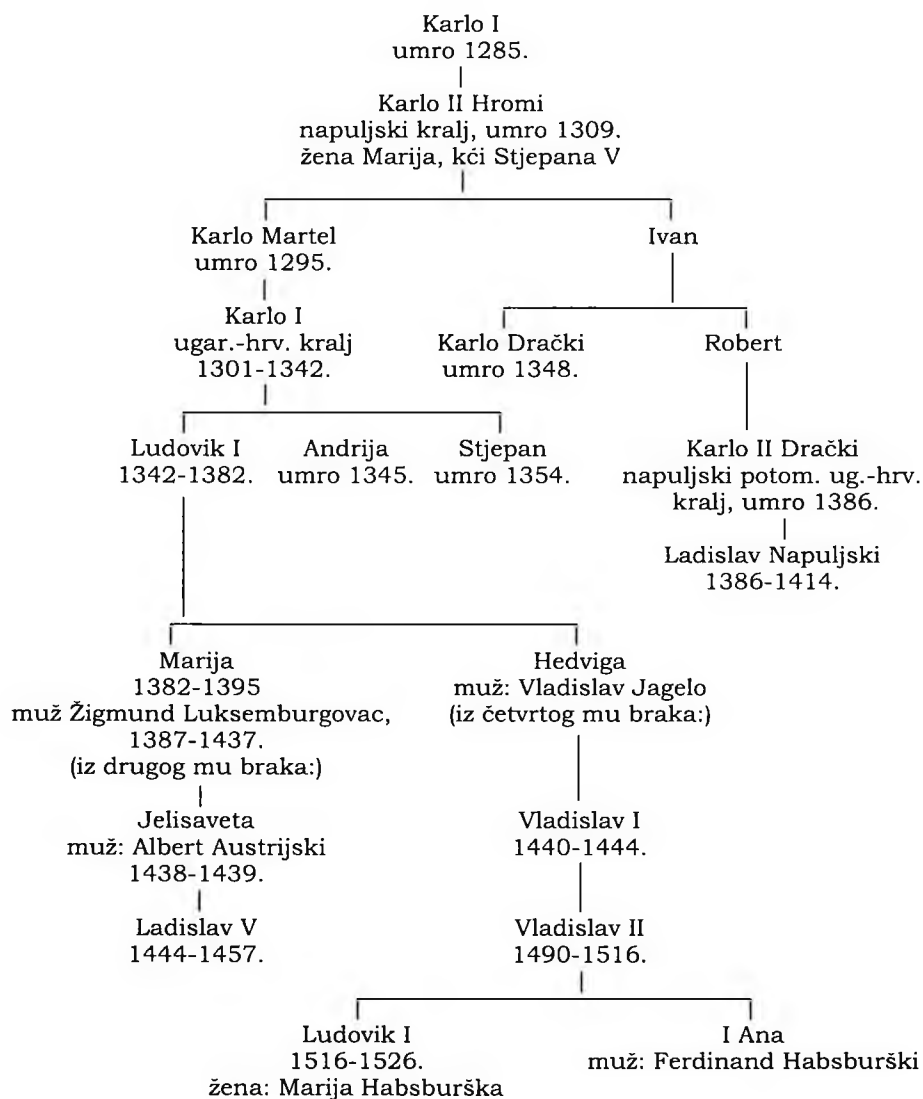 Karlo I
umro 1285.
Karlo II Hromi
napuljski kralj, umro 1309.
žena Marija, kći Stjepana V
Karlo Martel
umro 1295.
Ivan
Karlo I
ugar.-hrv. kralj
1301-1342.
Karlo Drački
umro 1348.
Robert
Ludovik I
1342-1382.
Andrija
umro 1345.
Stjepan
umro 1354.
Karlo II Drački
napuljski potom. ug.-hrv.
kralj, umro 1386.
Ladislav Napuljski
1386-1414.
Marija
1382-1395
muž Žigmund Luksemburgovac,
1387-1437.
(iz drugog mu braka:)
Hedviga
muž: Vladislav Jagelo
(iz četvrtog mu braka:)
Jelisaveta
muž: Albert Austrijski
1438-1439.
Vladislav I
1440-1444.
Ladislav V
1444-1457.
Vladislav II
1490-1516.
Ludovik I
1516-1526.
žena: Marija Habsburška
I Ana
muž: Ferdinand Habsburški